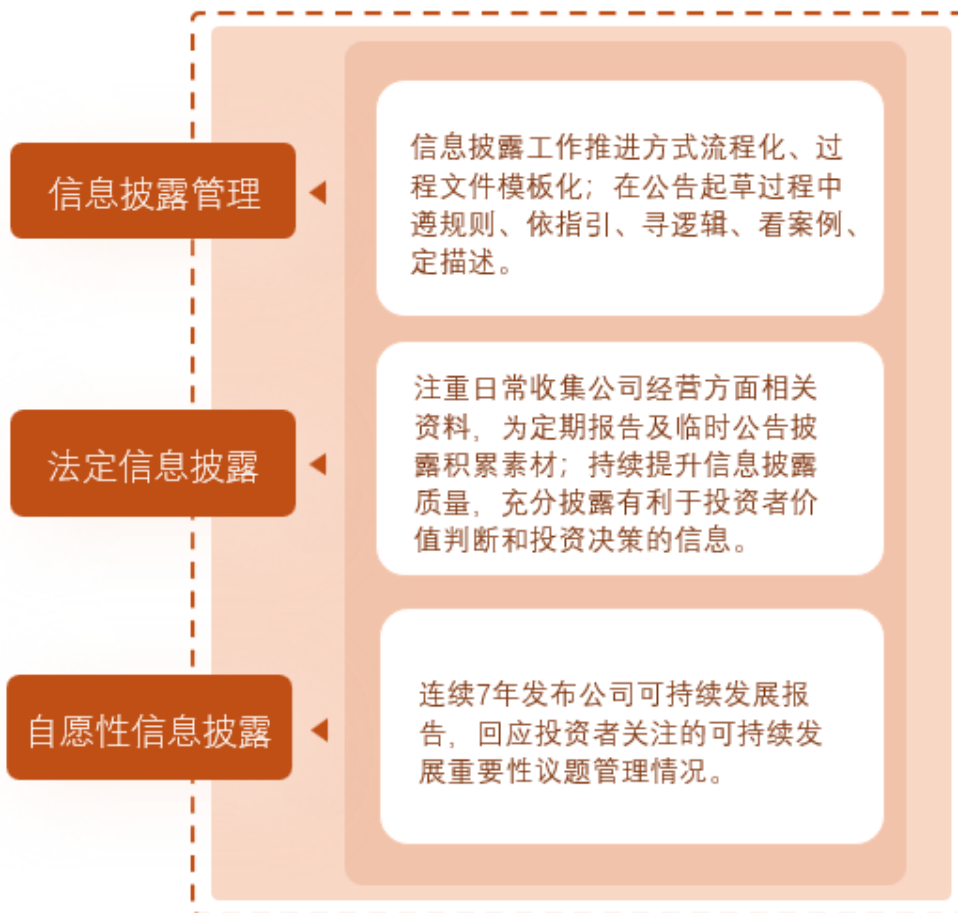 信息披露管理
信息披露工作推进方式流程化、过
程文件模板化；在公告起草过程中
遵规则、依指引、寻逻辑、看案例、
定描述。
法定信息披露
注重日常收集公司经营方面相关
资料，为定期报告及临时公告披
露积累素材；持续提升信息披露
质量，充分披露有利于投资者价
值判断和投资决策的信息。
自愿性信息披露
连续7年发布公司可持续发展报
告，回应投资者关注的可持续发
展重要性议题管理情况。